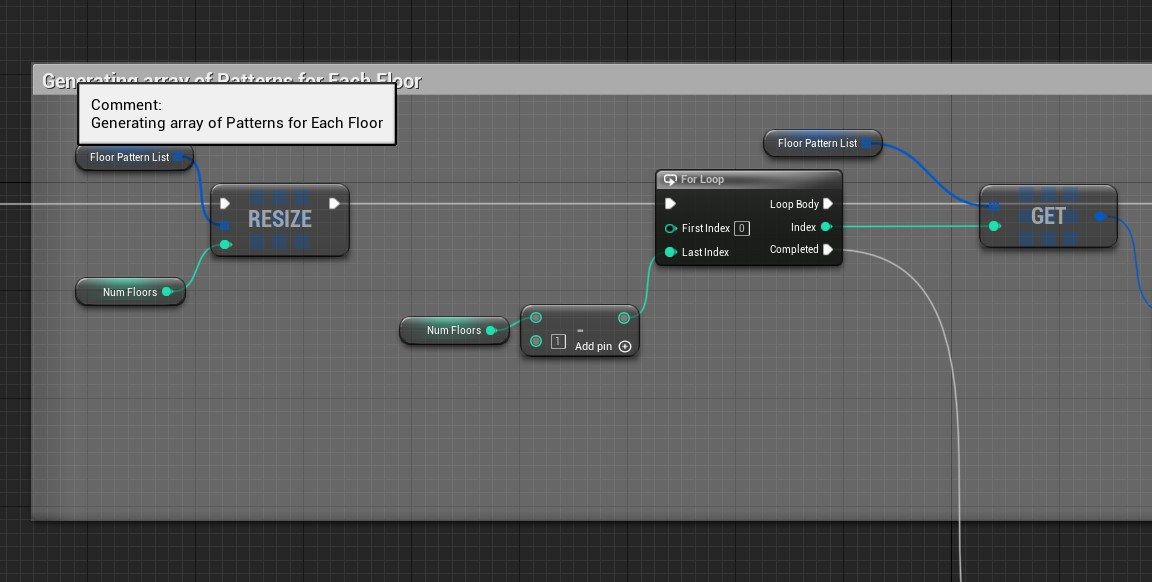 Generating array of Patterns for Each Floor
Comment:
Generating array of Patterns for Each Floor
Floor Pattern List
RESIZE
Num Floors
Num Floors
-
1
Add pin
For Loop
Loop Body
First Index 0
Index
Last Index
Completed
Floor Pattern List
GET